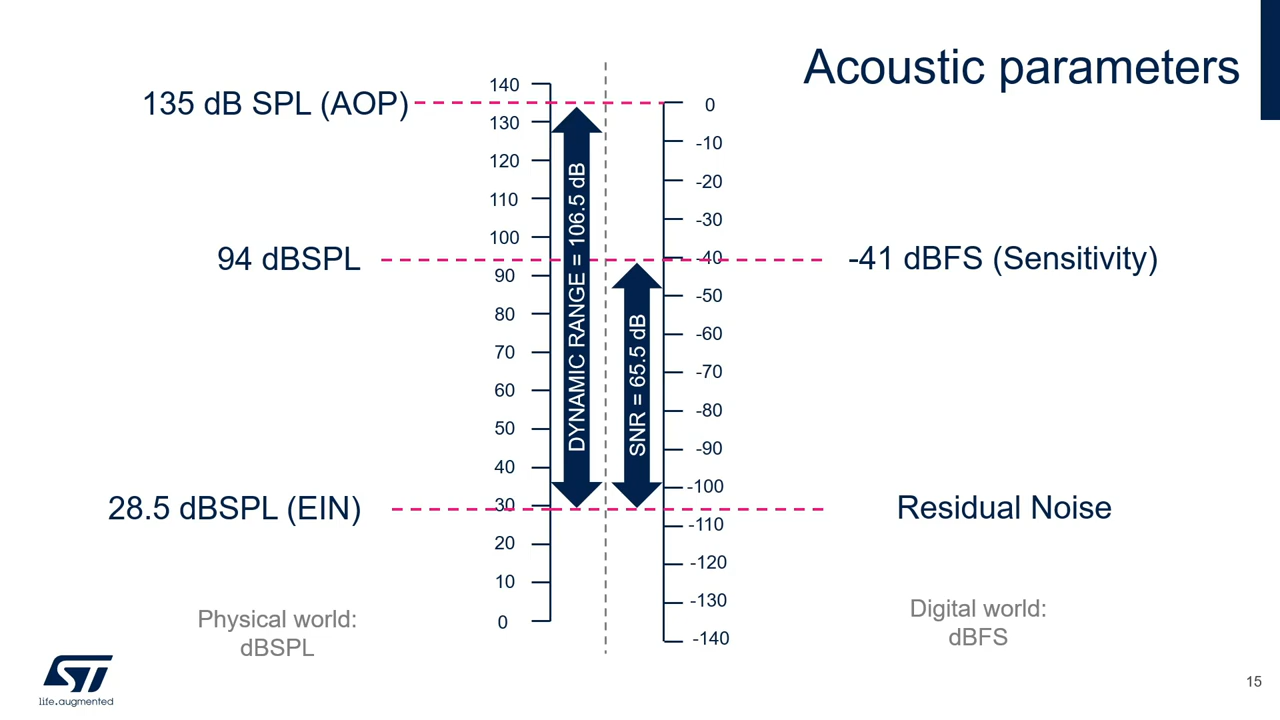 Acoustic parameters
135 dB SPL (AOP)
94 dBSPL
28.5 dBSPL (EIN)
Physical world:
dBSPL
140
130
120
110
100
90
80
70
60
50
40
30
20
10
0
DYNAMIC RANGE = 106.5 dB
SNR = 65.5 dB
0
-10
-20
-30
-40
-50
-60
-70
-80
-90
-100
-110
-120
-130
-140
-41 dBFS (Sensitivity)
Residual Noise
Digital world:
dBFS
ST
life.augmented
15